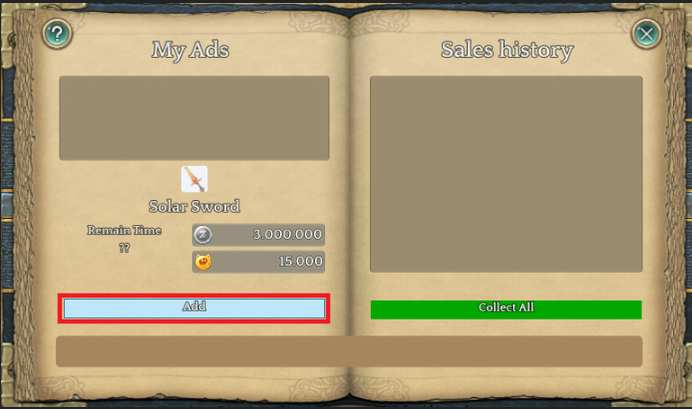 ?
My Ads
Solar Sword
Remain Time
??
3.000.000
15.000
Add
Sales history
Collect All